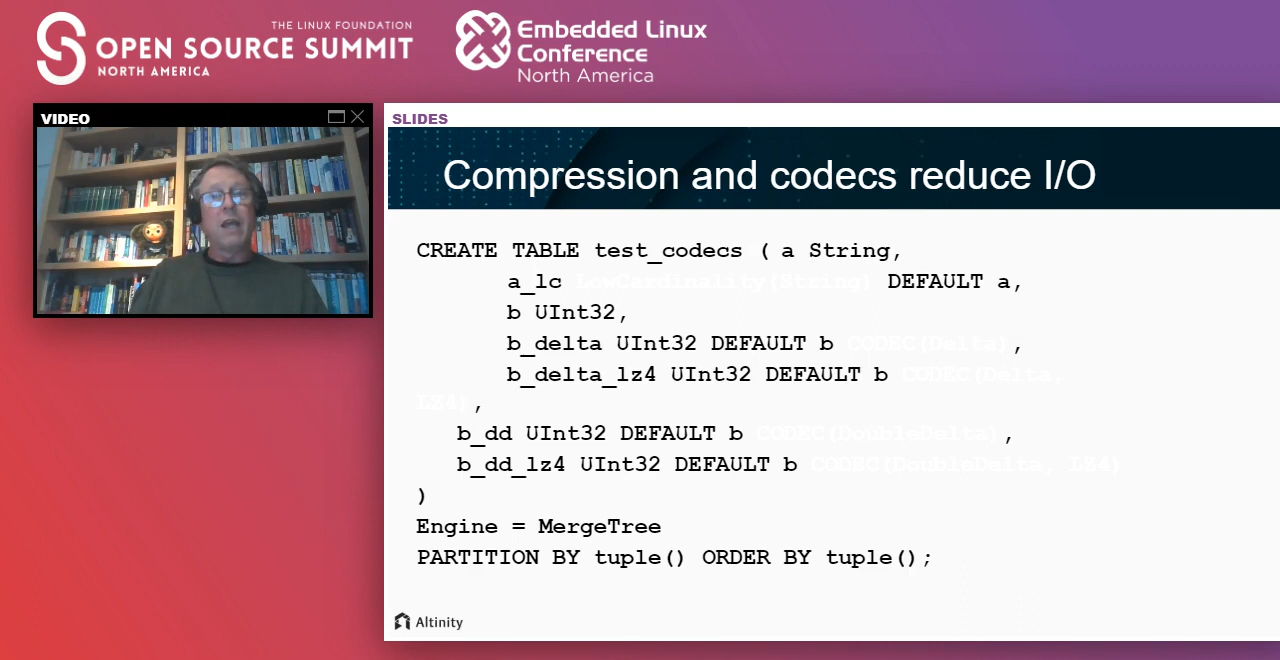 THE LINUX FOUNDATION
OPEN SOURCE SUMMIT
NORTH AMERICA
Embedded Linux
Conference
North America
VIDEO
SLIDES
Compression and codecs reduce I/O
CREATE TABLE test_codecs ( a String,
a_lc LowCardinality(String) DEFAULT a,
b UInt32,
b_delta UInt32 DEFAULT b CODEC(Delta),
b_delta_lz4 UInt32 DEFAULT b CODEC(Delta,
LZ4),
b_dd UInt32 DEFAULT b CODEC(DoubleDelta),
b_dd_lz4 UInt32 DEFAULT b CODEC(DoubleDelta, LZ4)
)
Engine = MergeTree
PARTITION BY tuple() ORDER BY tuple();
Altinity